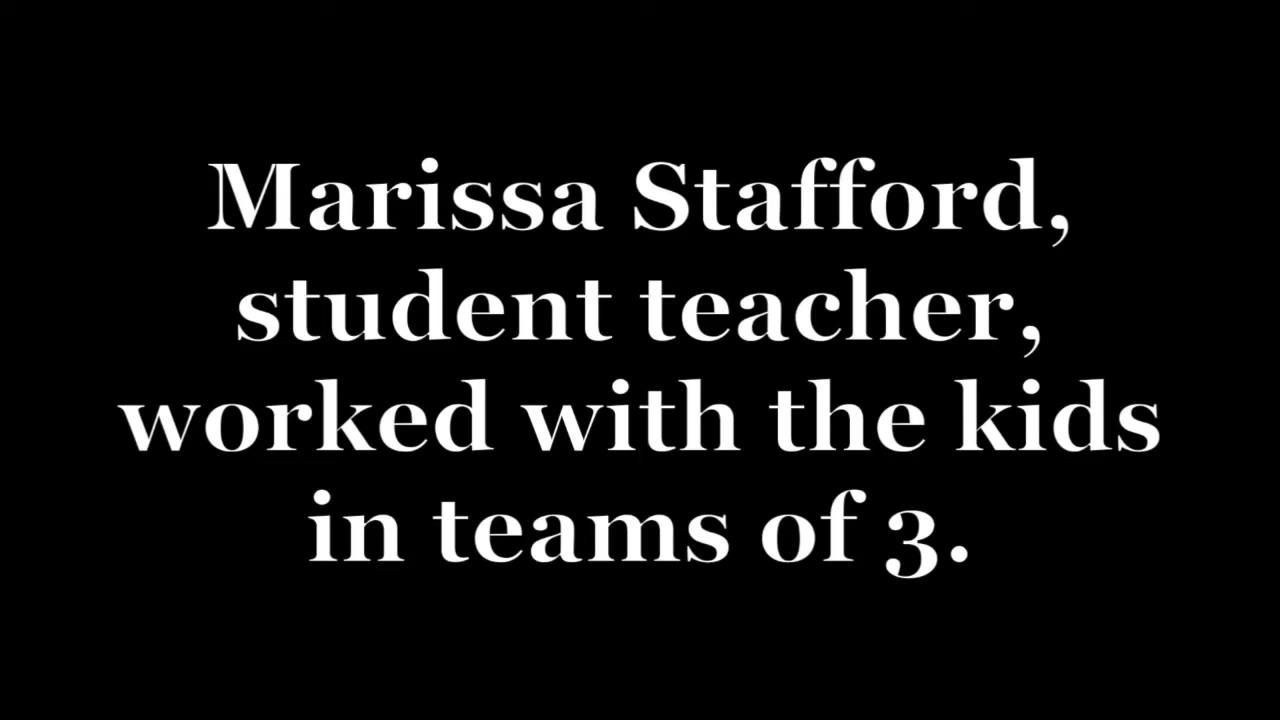 Marissa Stafford,
student teacher,
worked with the kids
in teams of 3.